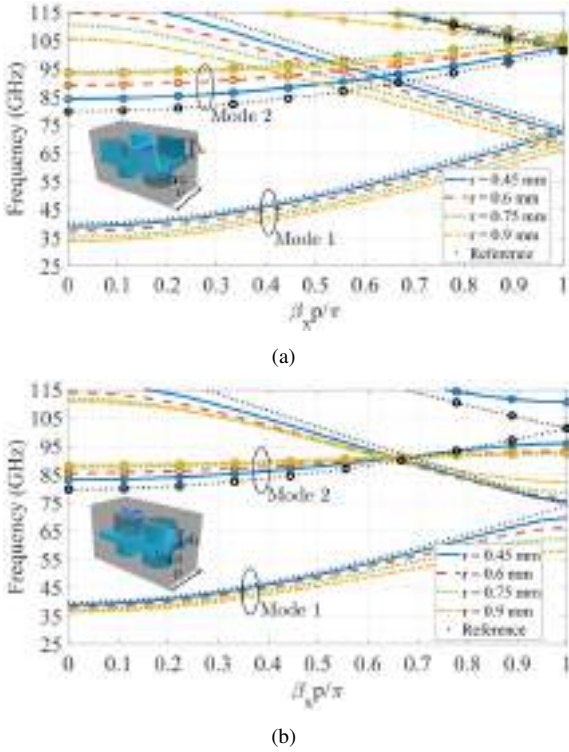 115
105
95
85
75
65
55
45
35
25
Frequency (GHz)
Mode 2
Mode 1
r = 0.45 mm
r = 0.6 mm
r = 0.75 mm
r = 0.9 mm
Reference
0 0.1 0.2 0.3 0.4 0.5 0.6 0.7 0.8 0.9 1
βₓp/π
(a)
115
105
95
85
75
65
55
45
35
25
Frequency (GHz)
Mode 2
Mode 1
r = 0.45 mm
r = 0.6 mm
r = 0.75 mm
r = 0.9 mm
Reference
0 0.1 0.2 0.3 0.4 0.5 0.6 0.7 0.8 0.9 1
βₓp/π
(b)